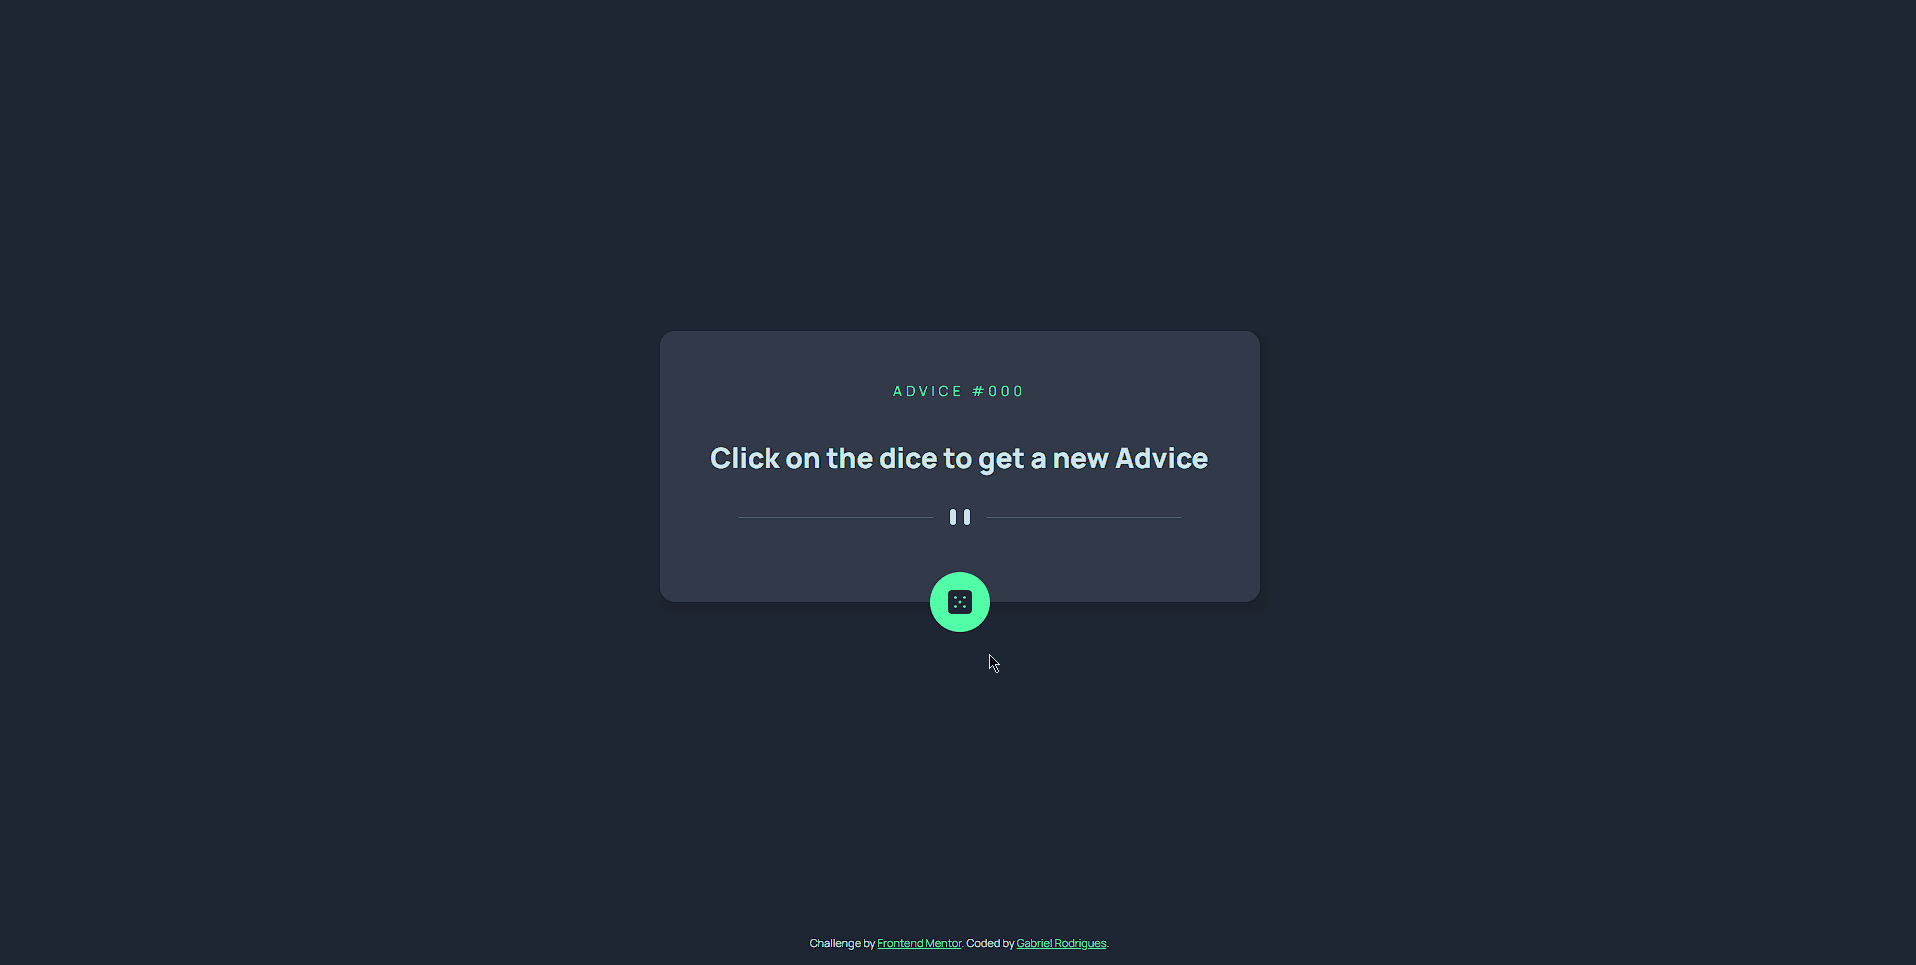 ADVICE #000
Click on the dice to get a new Advice
Challenge by Frontend Mentor. Coded by Gabriel Rodrigues.